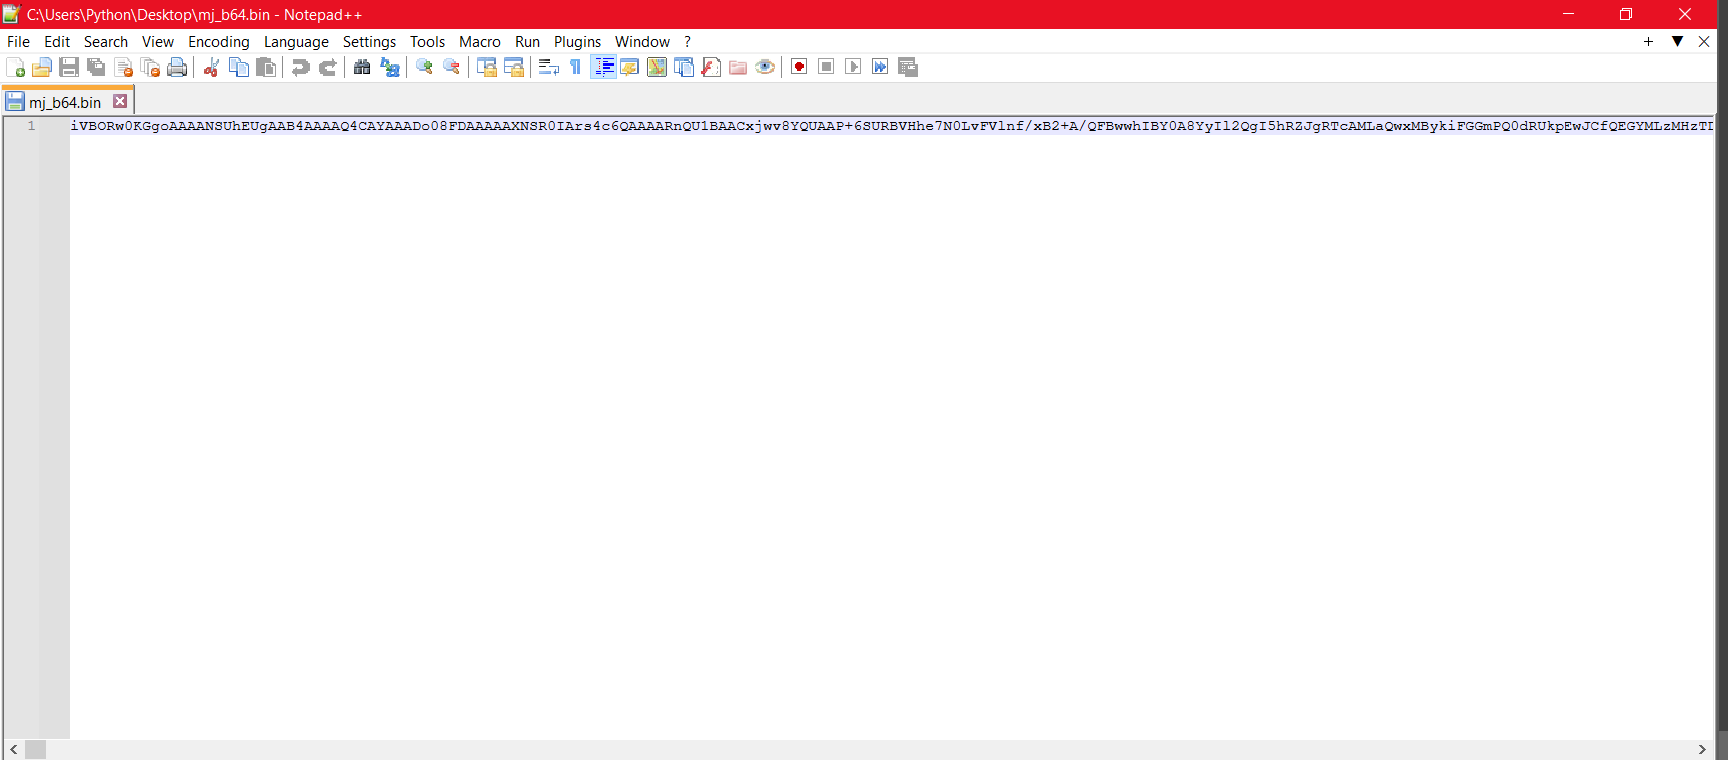 C:\Users\Python\Desktop\mj_b64.bin - Notepad++
File Edit Search View Encoding Language Settings Tools Macro Run Plugins Window ?
mj_b64.bin
1 iVBORw0KGgoAAAANSUhEUgAAB4AAAAQ4CAYAAADo08FDAAAAAXNSR0IArs4c6QAAAARnQU1BAACxjwv8YQUAAP+6SURBVHhe7N0LvFVlnf/xB2+A/QFBwwhIBY0A8YyIl2QgI5hRZJgRTcAMLaQwxMBykiFGGmPQ0dRUkpEwJCfQEGYMLzMHzTI